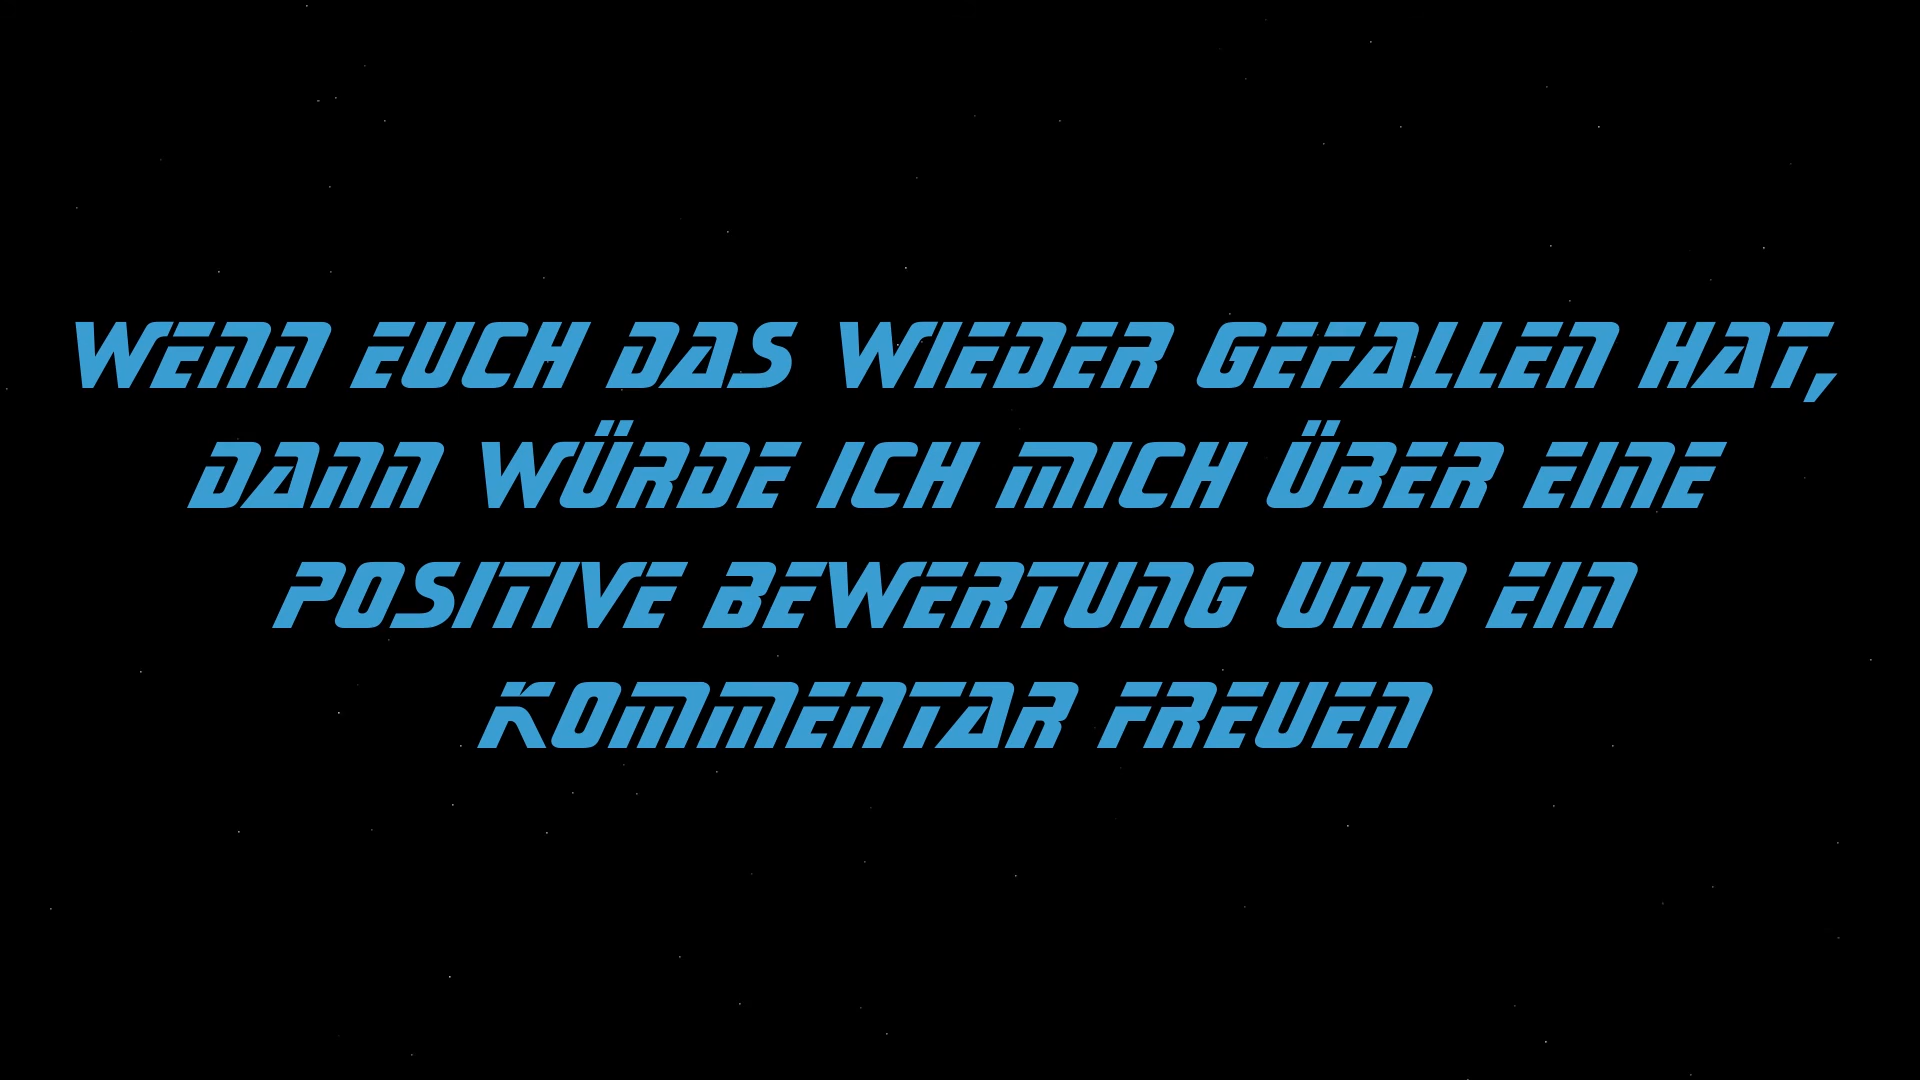 WENN EUCH DAS WIEDER GEFALLEN HAT,
DANN WÜRDE ICH MICH ÜBER EINE
POSITIVE BEWERTUNG UND EIN
KOMMENTAR FREUEN